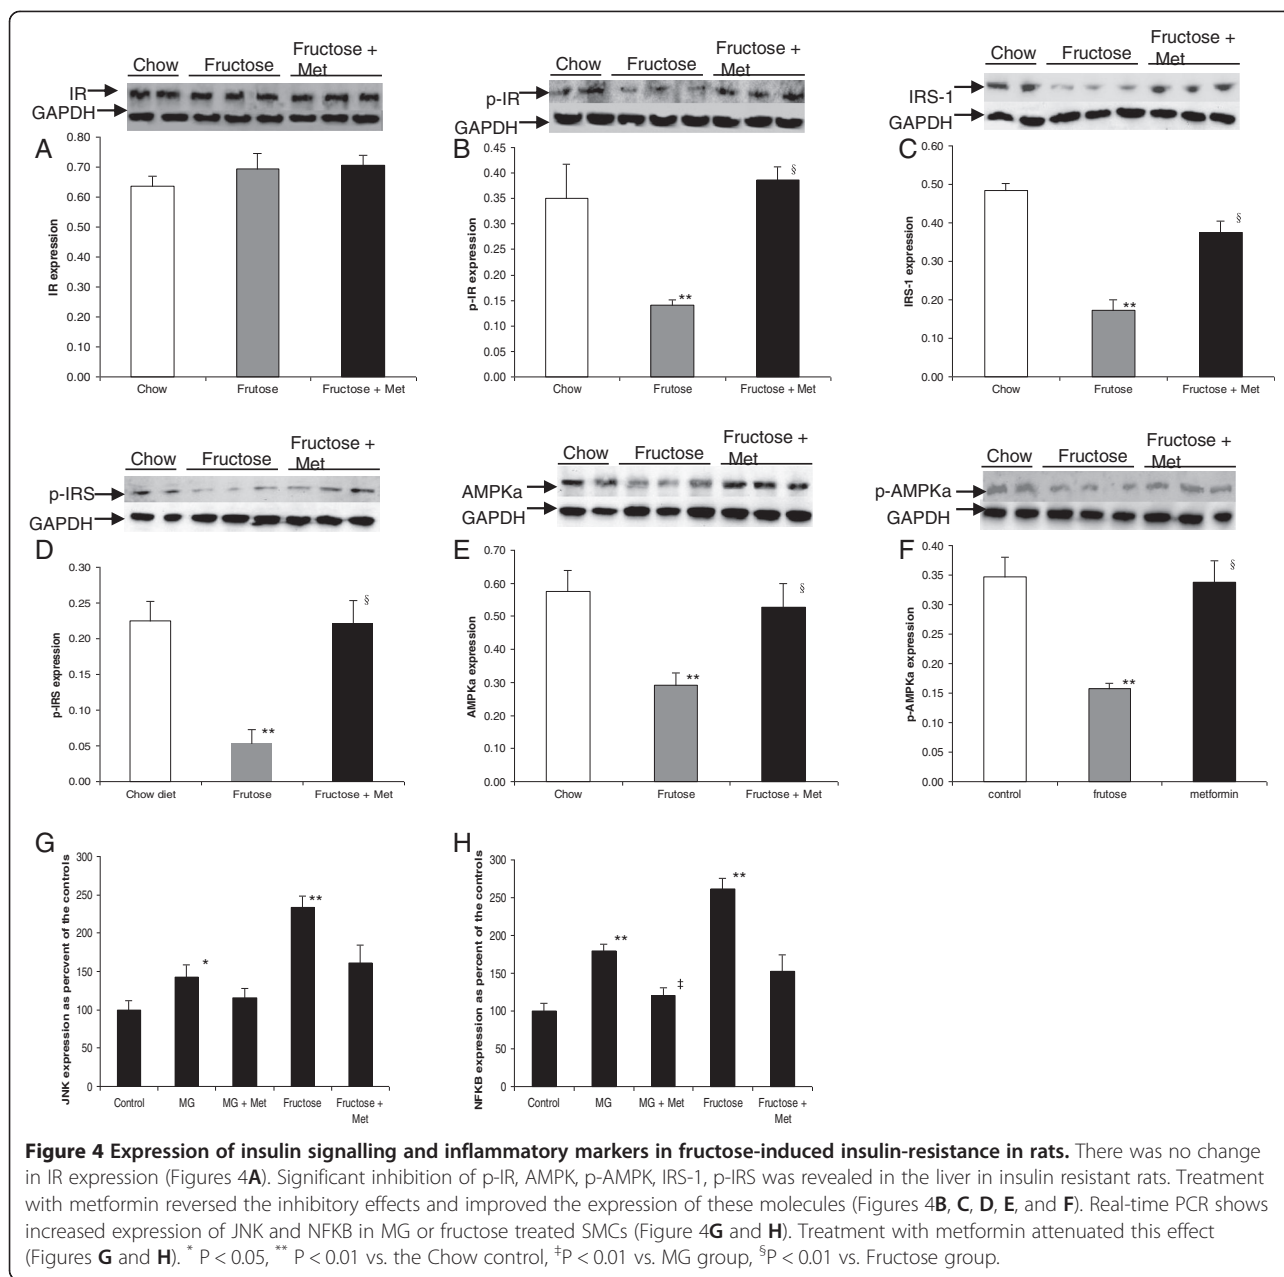 Chow Fructose Fructose +
Met
IR
GAPDH
A
0.80
0.70
0.60
0.50
0.40
0.30
0.20
0.10
0.00
IR expression
Chow Frutose Fructose + Met
Chow Fructose Fructose +
Met
p-IR
GAPDH
B
0.45
0.40
0.35
0.30
0.25
0.20
0.15
0.10
0.05
0.00
p-IR expression
**
§
Chow Frutose Fructose + Met
Chow Fructose Fructose +
Met
IRS-1
GAPDH
C
0.60
0.50
0.40
0.30
0.20
0.10
0.00
IRS-1 expression
**
§
Chow Frutose Fructose + Met
Chow Fructose Fructose +
Met
p-IRS
GAPDH
D
0.30
0.25
0.20
0.15
0.10
0.05
0.00
p-IRS expression
**
§
Chow diet Frutose Fructose + Met
Chow Fructose Fructose +
Met
AMPKa
GAPDH
E
0.70
0.60
0.50
0.40
0.30
0.20
0.10
0.00
AMPKa expression
**
§
Chow Frutose Fructose + Met
Chow Fructose Fructose +
Met
p-AMPKa
GAPDH
F
0.40
0.35
0.30
0.25
0.20
0.15
0.10
0.05
0.00
p-AMPKa expression
**
§
control frutose metformin
G
300
250
200
150
100
50
0
JNK expression as percvent of the controls
*
**
Control MG MG + Met Fructose Fructose +
Met
H
300
250
200
150
100
50
0
NFKB expression as percent of the controls
**
‡
**
Control MG MG + Met Fructose Fructose +
Met
Figure 4 Expression of insulin signalling and inflammatory markers in fructose-induced insulin-resistance in rats. There was no change
in IR expression (Figures 4A). Significant inhibition of p-IR, AMPK, p-AMPK, IRS-1, p-IRS was revealed in the liver in insulin resistant rats. Treatment
with metformin reversed the inhibitory effects and improved the expression of these molecules (Figures 4B, C, D, E, and F). Real-time PCR shows
increased expression of JNK and NFKB in MG or fructose treated SMCs (Figure 4G and H). Treatment with metformin attenuated this effect
(Figures G and H). * P < 0.05, ** P < 0.01 vs. the Chow control, ‡P < 0.01 vs. MG group, §P < 0.01 vs. Fructose group.